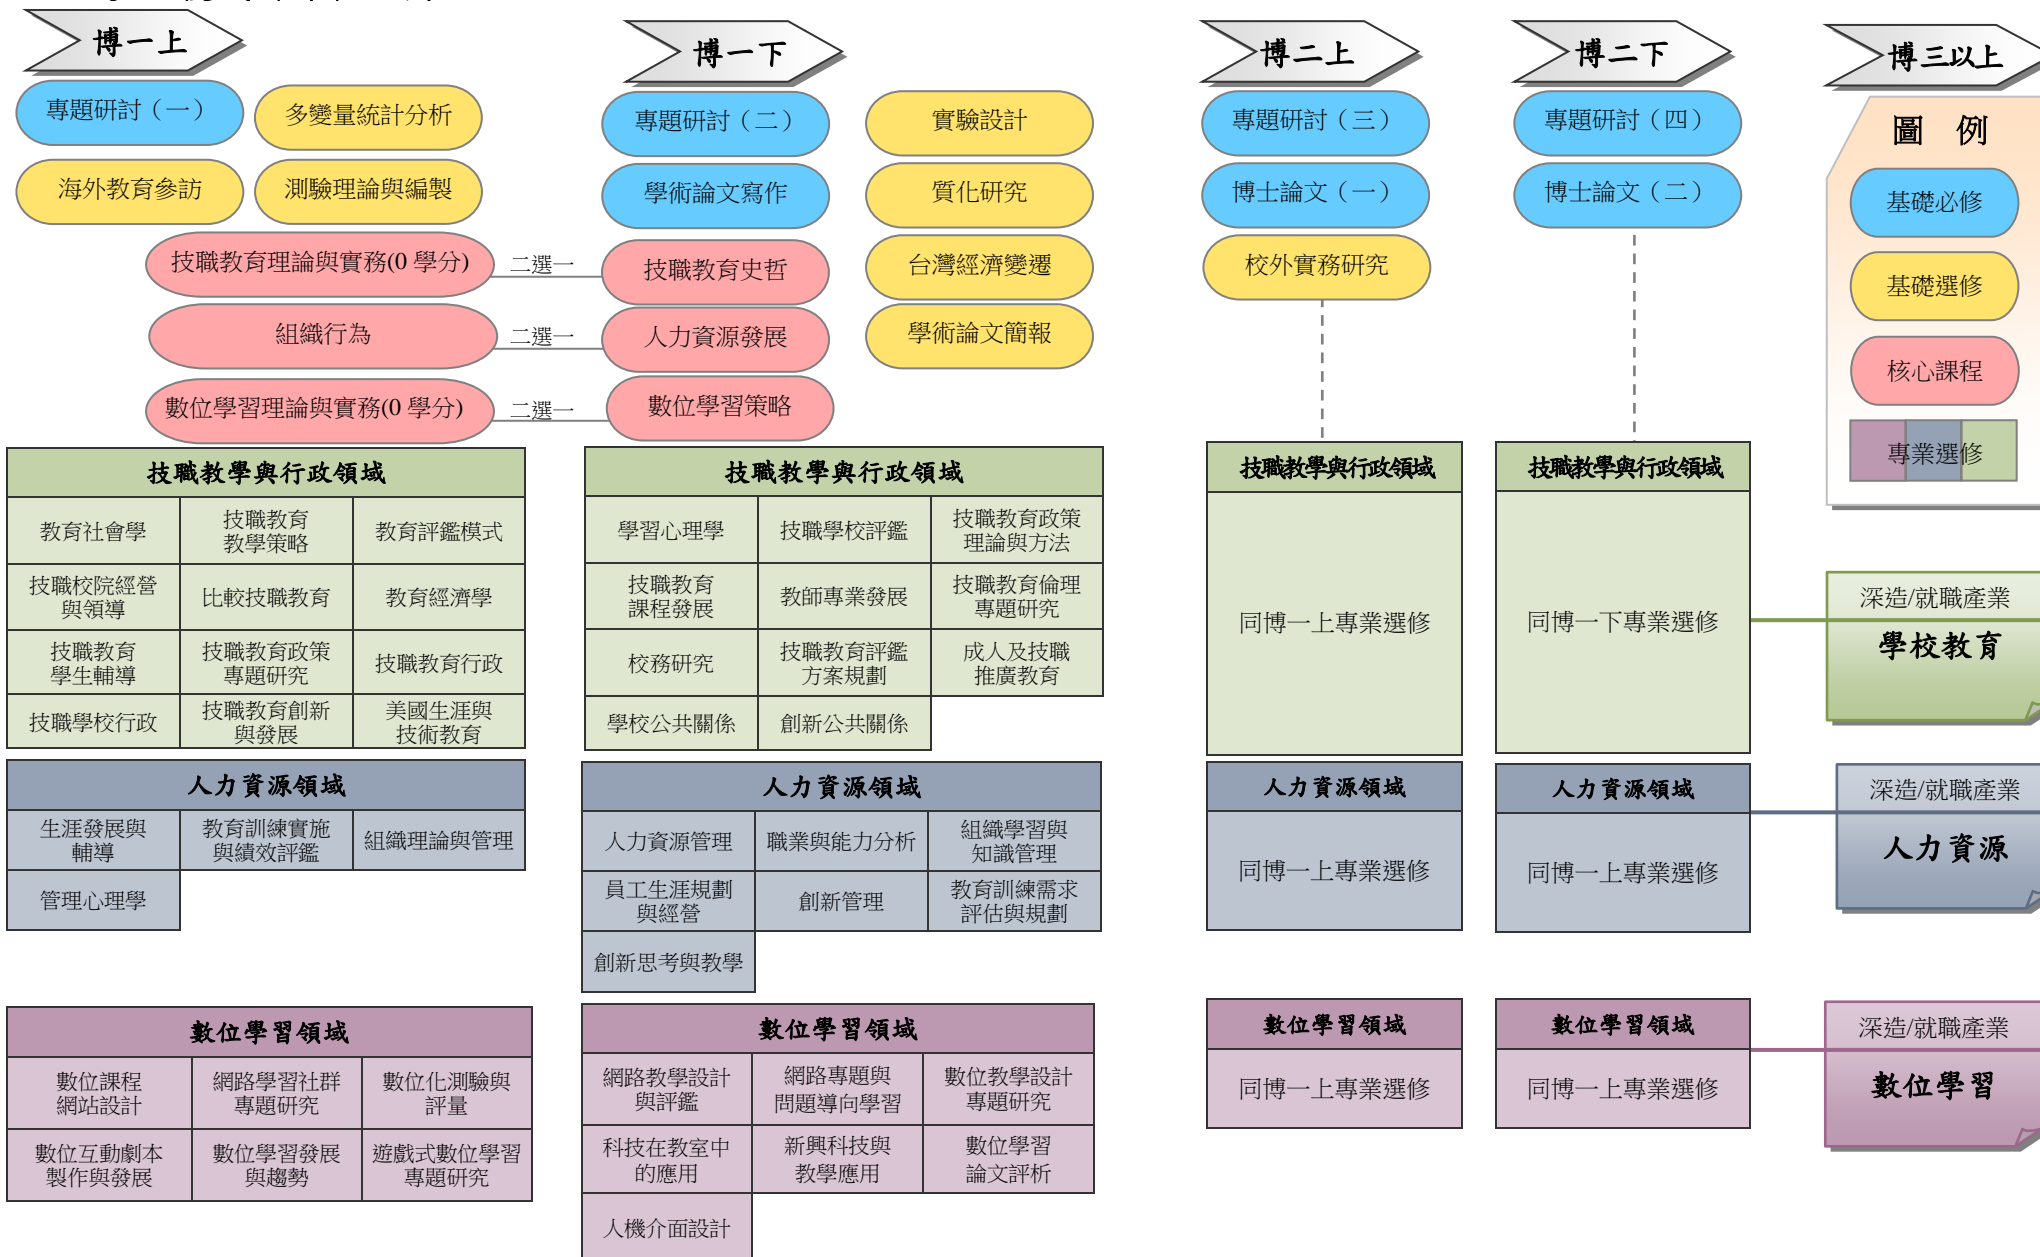 博一上
專題研討（一）
多變量統計分析
海外教育參訪
測驗理論與編製
技職教育理論與實務(0 學分)
二選一
組織行為
二選一
數位學習理論與實務(0 學分)
二選一
博一下
專題研討（二）
實驗設計
學術論文寫作
質化研究
技職教育史哲
台灣經濟變遷
人力資源發展
學術論文簡報
數位學習策略
博二上
專題研討（三）
博士論文（一）
校外實務研究
博二下
專題研討（四）
博士論文（二）
博三以上
圖 例
基礎必修
基礎選修
核心課程
專業選修
技職教學與行政領域
教育社會學
技職教育
教學策略
教育評鑑模式
技職校院經營
與領導
比較技職教育
教育經濟學
技職教育
學生輔導
技職教育政策
專題研究
技職教育行政
技職學校行政
技職教育創新
與發展
美國生涯與
技術教育
技職教學與行政領域
學習心理學
技職學校評鑑
技職教育政策
理論與方法
技職教育
課程發展
教師專業發展
技職教育倫理
專題研究
校務研究
技職教育評鑑
方案規劃
成人及技職
推廣教育
學校公共關係
創新公共關係
技職教學與行政領域
同博一上專業選修
技職教學與行政領域
同博一下專業選修
深造/就職產業
學校教育
人力資源領域
生涯發展與
輔導
教育訓練實施
與績效評鑑
組織理論與管理
管理心理學
人力資源領域
人力資源管理
職業與能力分析
組織學習與
知識管理
員工生涯規劃
與經營
創新管理
教育訓練需求
評估與規劃
創新思考與教學
人力資源領域
同博一上專業選修
人力資源領域
同博一上專業選修
深造/就職產業
人力資源
數位學習領域
數位課程
網站設計
網路學習社群
專題研究
數位化測驗與
評量
數位互動劇本
製作與發展
數位學習發展
與趨勢
遊戲式數位學習
專題研究
數位學習領域
網路教學設計
與評鑑
網路專題與
問題導向學習
數位教學設計
專題研究
科技在教室中
的應用
新興科技與
教學應用
數位學習
論文評析
人機介面設計
數位學習領域
同博一上專業選修
數位學習領域
同博一上專業選修
深造/就職產業
數位學習